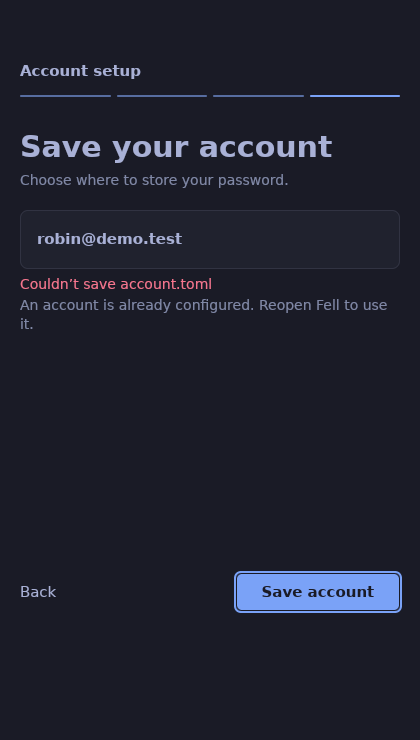 Account setup
Save your account
Choose where to store your password.
robin@demo.test
Couldn’t save account.toml
An account is already configured. Reopen Fell to use
it.
Back
Save account